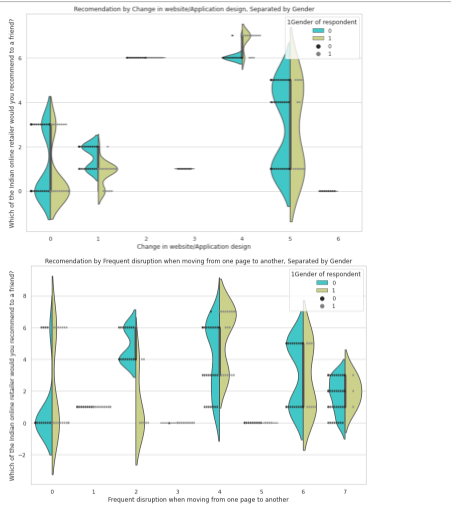 Recomendation by Change in website/Application design, Separated by Gender
1Gender of respondent
0
1
0
1
Which of the Indian online retailer would you recommend to a friend?
6
4
2
0
0 1 2 3 4 5 6
Change in website/Application design
Recomendation by Frequent disruption when moving from one page to another, Separated by Gender
1Gender of respondent
0
1
0
1
Which of the Indian online retailer would you recommend to a friend?
8
6
4
2
0
−2
0 1 2 3 4 5 6 7
Frequent disruption when moving from one page to another